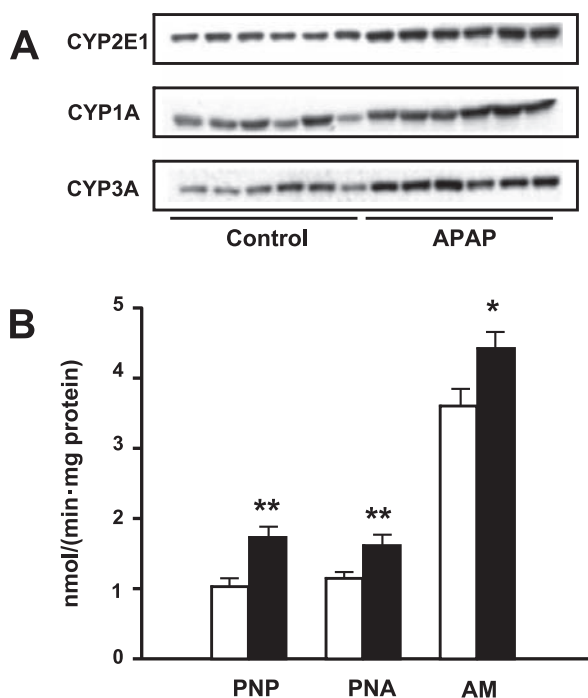 A
CYP2E1
CYP1A
CYP3A
Control APAP
B
nmol/(min·mg protein)
5
4
3
2
1
0
**
**
*
PNP PNA AM